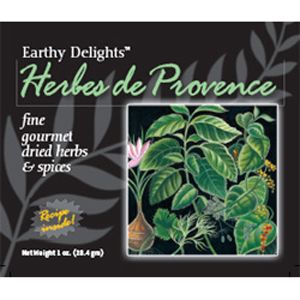 Earthy Delights™
Herbes de Provence
fine
gourmet
dried herbs
& spices
Recipe
inside!
Net Weight 1 oz. (28.4 gm)